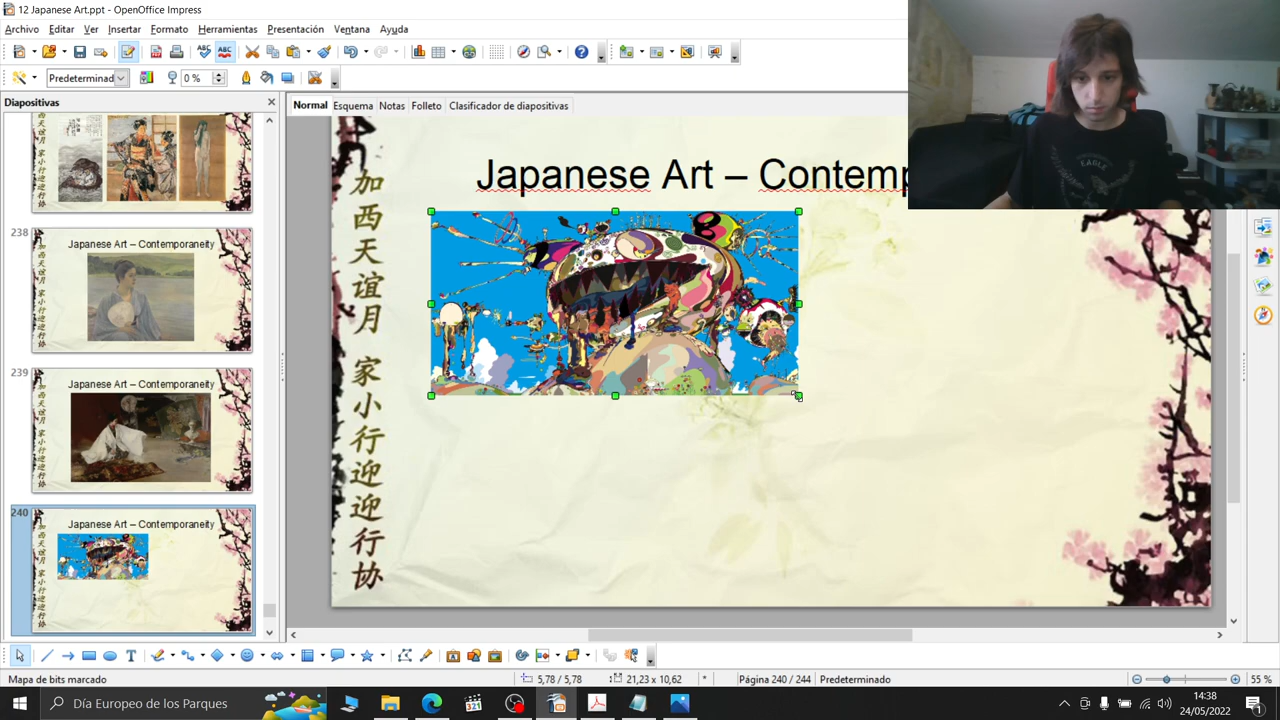 12 Japanese Art.ppt - OpenOffice Impress
Archivo Editar Ver Insertar Formato Herramientas Presentación Ventana Ayuda
Predeterminad
0 %
Diapositivas
Normal Esquema Notas Folleto Clasificador de diapositivas
加西天谊月 家小行迎迎行协
Japanese Art – Contemp
238
Japanese Art – Contemporaneity
239
Japanese Art – Contemporaneity
240
Japanese Art – Contemporaneity
EAGLE
Mapa de bits marcado
5,78 / 5,78
21,23 x 10,62
*
Página 240 / 244
Predeterminado
55 %
Día Europeo de los Parques
321
14:38
24/05/2022
1